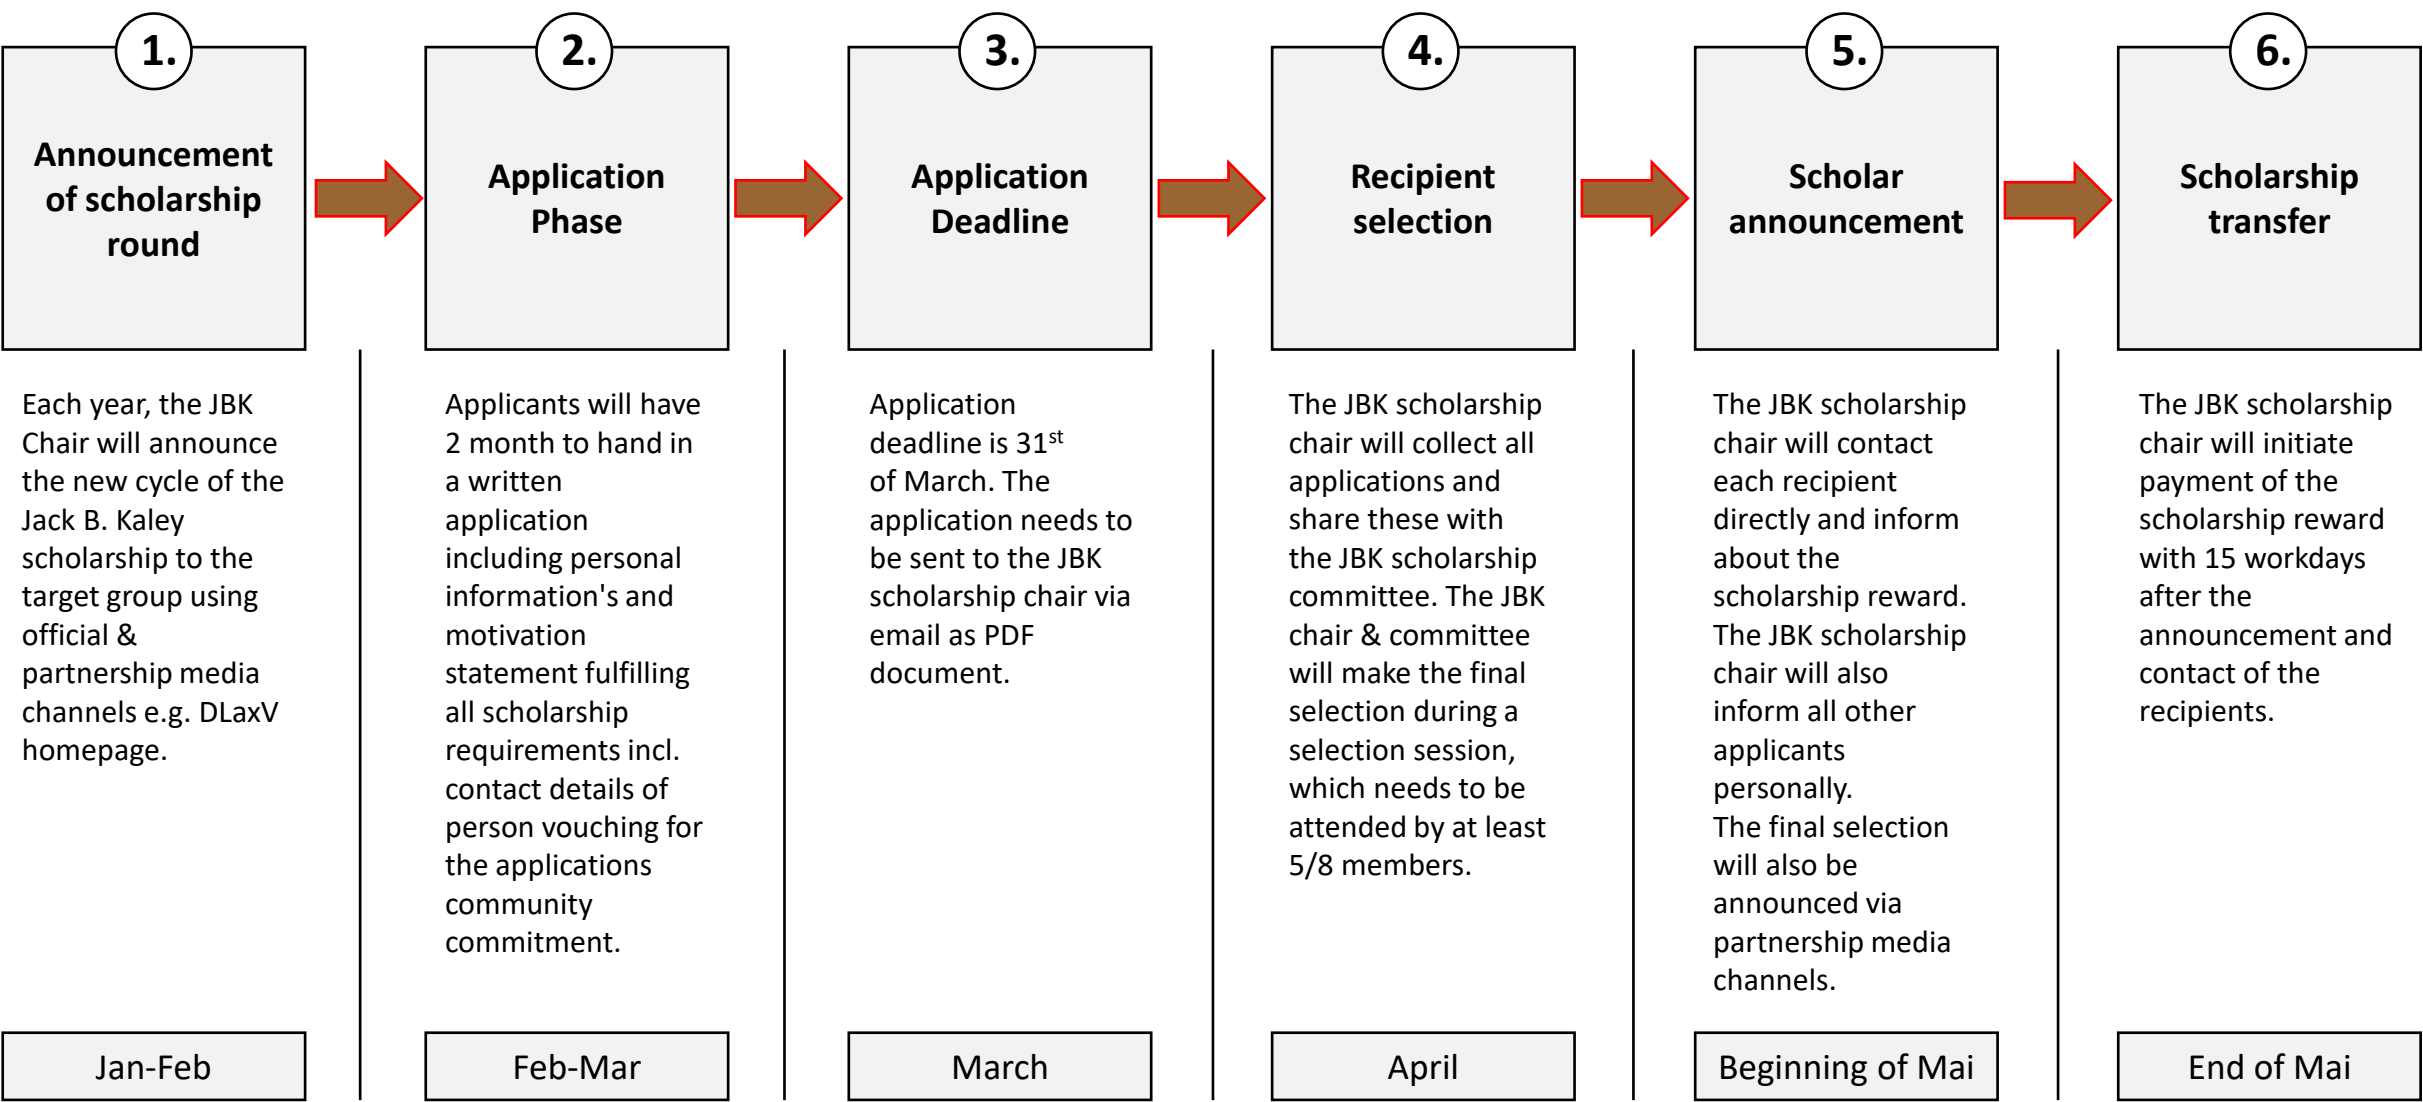 1.
Announcement
of scholarship
round
Each year, the JBK
Chair will announce
the new cycle of the
Jack B. Kaley
scholarship to the
target group using
official &
partnership media
channels e.g. DLaxV
homepage.
Jan-Feb
2.
Application
Phase
Applicants will have
2 month to hand in
a written
application
including personal
information's and
motivation
statement fulfilling
all scholarship
requirements incl.
contact details of
person vouching for
the applications
community
commitment.
Feb-Mar
3.
Application
Deadline
Application
deadline is 31st
of March. The
application needs to
be sent to the JBK
scholarship chair via
email as PDF
document.
March
4.
Recipient
selection
The JBK scholarship
chair will collect all
applications and
share these with
the JBK scholarship
committee. The JBK
chair & committee
will make the final
selection during a
selection session,
which needs to be
attended by at least
5/8 members.
April
5.
Scholar
announcement
The JBK scholarship
chair will contact
each recipient
directly and inform
about the
scholarship reward.
The JBK scholarship
chair will also
inform all other
applicants
personally.
The final selection
will also be
announced via
partnership media
channels.
Beginning of Mai
6.
Scholarship
transfer
The JBK scholarship
chair will initiate
payment of the
scholarship reward
with 15 workdays
after the
announcement and
contact of the
recipients.
End of Mai